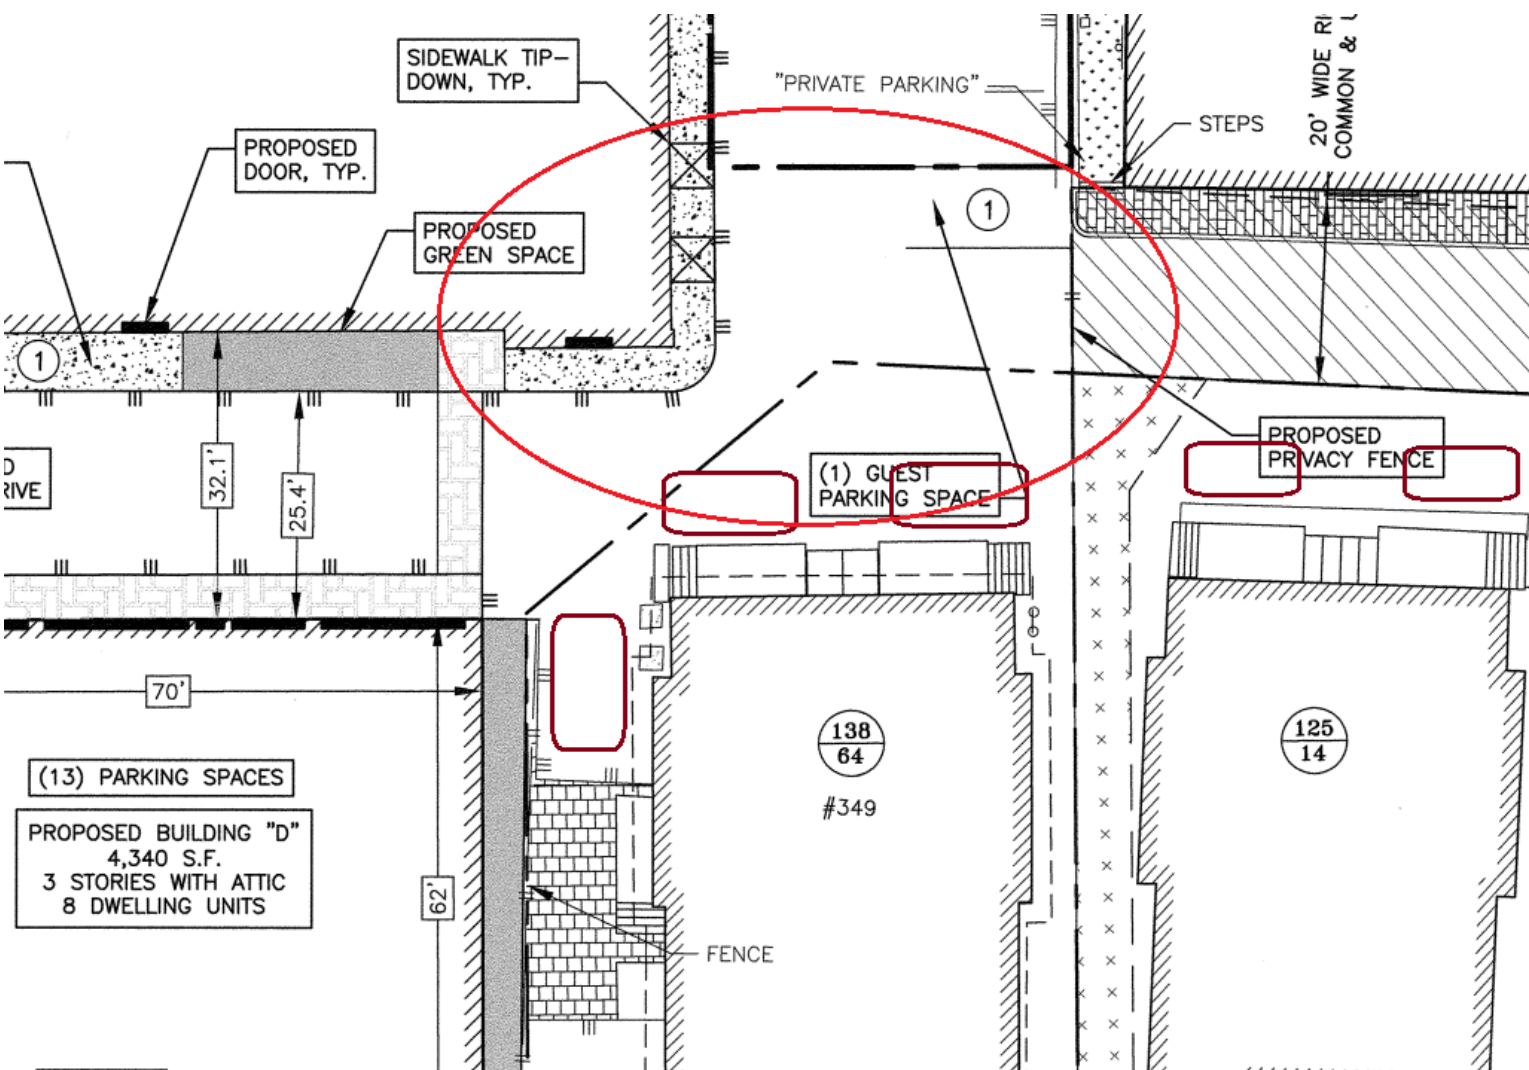 SIDEWALK TIP-
DOWN, TYP.
"PRIVATE PARKING"
STEPS
20' WIDE
COMMON &
PROPOSED
DOOR, TYP.
PROPOSED
GREEN SPACE
1
1
32.1'
25.4'
(1) GUEST
PARKING SPACE
PROPOSED
PRIVACY FENCE
70'
(13) PARKING SPACES
PROPOSED BUILDING "D"
4,340 S.F.
3 STORIES WITH ATTIC
8 DWELLING UNITS
62'
138
64
#349
125
14
FENCE